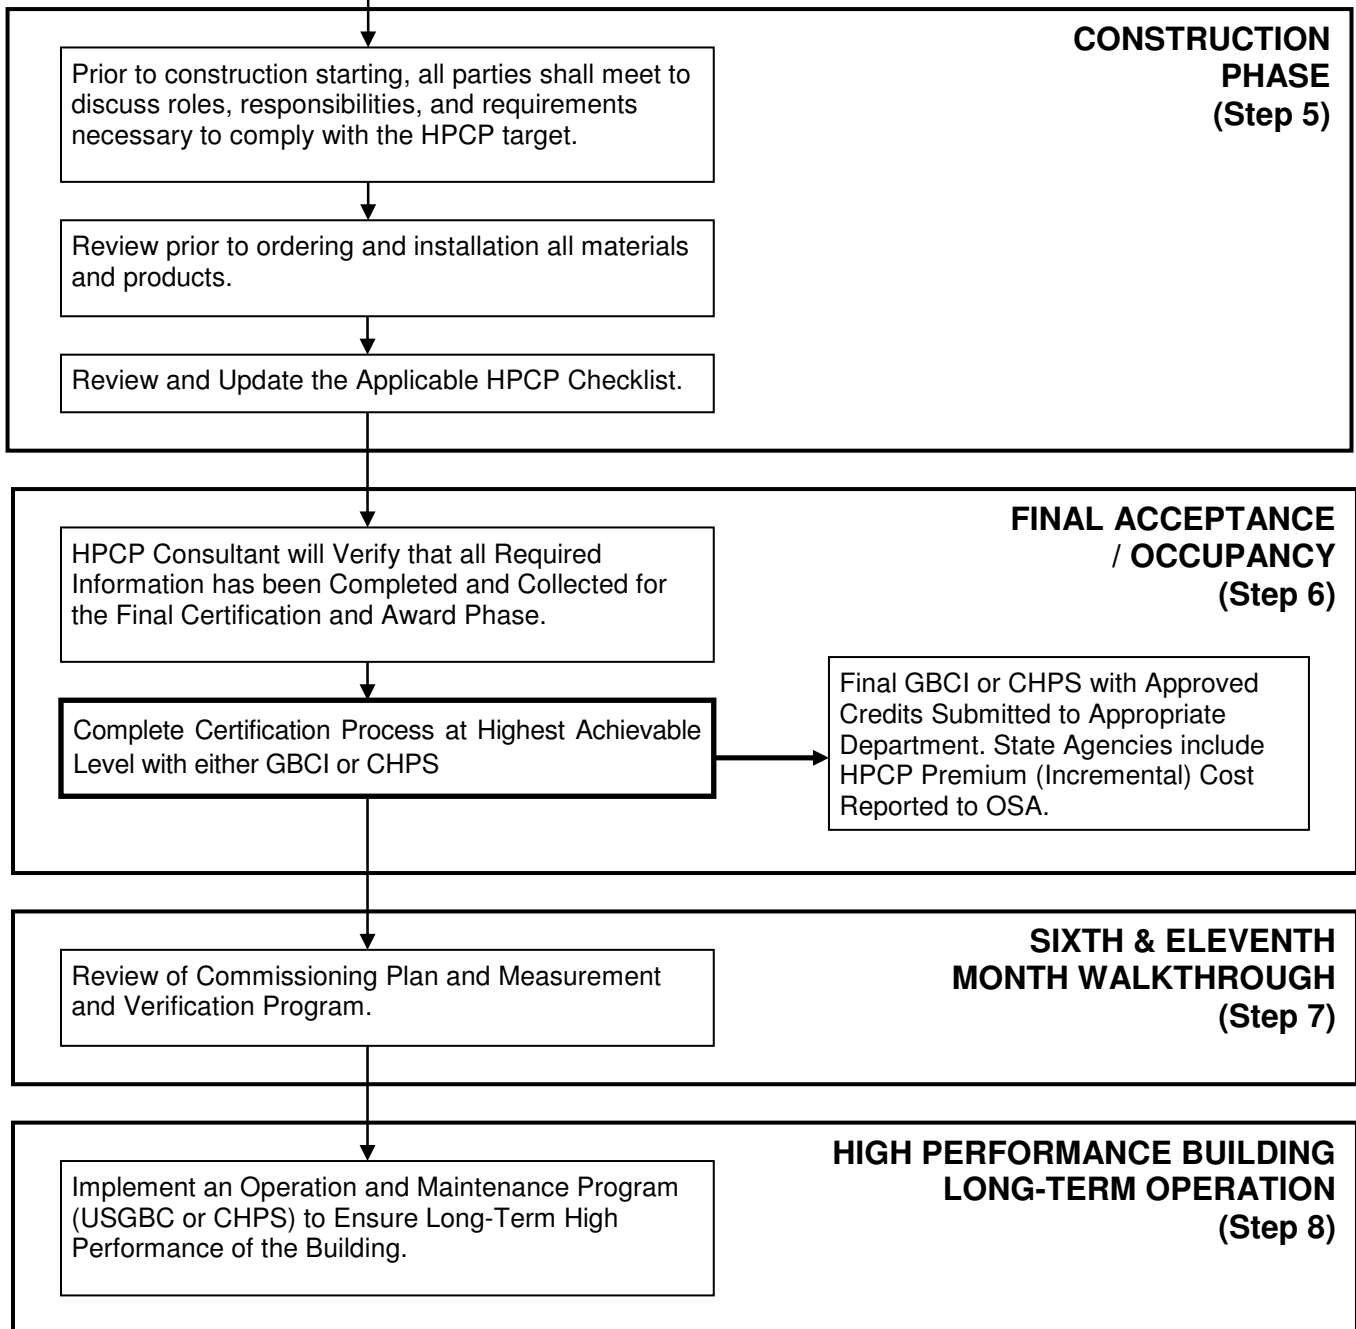 CONSTRUCTION
PHASE
(Step 5)
Prior to construction starting, all parties shall meet to
discuss roles, responsibilities, and requirements
necessary to comply with the HPCP target.
Review prior to ordering and installation all materials
and products.
Review and Update the Applicable HPCP Checklist.
FINAL ACCEPTANCE
/ OCCUPANCY
(Step 6)
HPCP Consultant will Verify that all Required
Information has been Completed and Collected for
the Final Certification and Award Phase.
Complete Certification Process at Highest Achievable
Level with either GBCI or CHPS
Final GBCI or CHPS with Approved
Credits Submitted to Appropriate
Department. State Agencies include
HPCP Premium (Incremental) Cost
Reported to OSA.
SIXTH & ELEVENTH
MONTH WALKTHROUGH
(Step 7)
Review of Commissioning Plan and Measurement
and Verification Program.
HIGH PERFORMANCE BUILDING
LONG-TERM OPERATION
(Step 8)
Implement an Operation and Maintenance Program
(USGBC or CHPS) to Ensure Long-Term High
Performance of the Building.